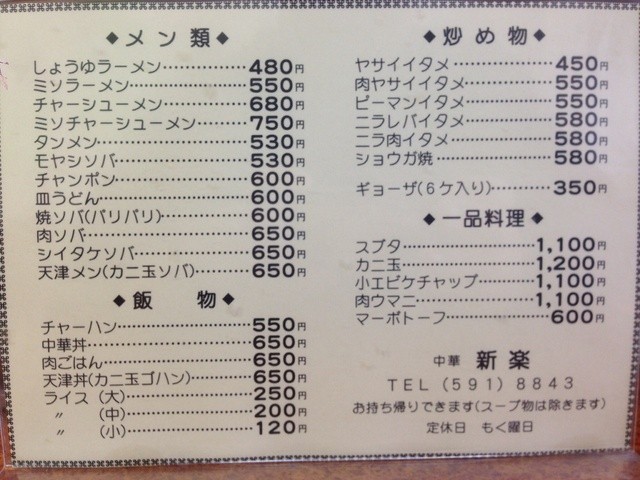 ◆メン類◆
しょうゆラーメン…………480円
ミソラーメン………………550円
チャーシューメン…………680円
ミソチャーシューメン……750円
タンメン……………………530円
モヤシソバ…………………530円
チャンポン…………………600円
皿うどん……………………600円
焼ソバ(パリパリ)…………600円
肉ソバ………………………650円
シイタケソバ………………650円
天津メン(カニ玉ソバ)……650円
◆飯 物◆
チャーハン…………………550円
中華丼………………………650円
肉ごはん……………………650円
天津丼(カニ玉ゴハン)……650円
ライス (大)…………………250円
〃 (中)…………………200円
〃 (小)…………………120円
◆炒め物◆
ヤサイイタメ………………450円
肉ヤサイイタメ……………550円
ピーマンイタメ……………550円
ニラレバイタメ……………580円
ニラ肉イタメ………………580円
ショウガ焼…………………580円
ギョーザ(6ケ入り)…………350円
◆一品料理◆
スブタ………………………1,100円
カニ玉………………………1,200円
小エビケチャップ…………1,100円
肉ウマニ……………………1,100円
マーボトーフ………………600円
中華 新楽
TEL (591) 8843
お持ち帰りできます(スープ物は除きます)
定休日 もく曜日